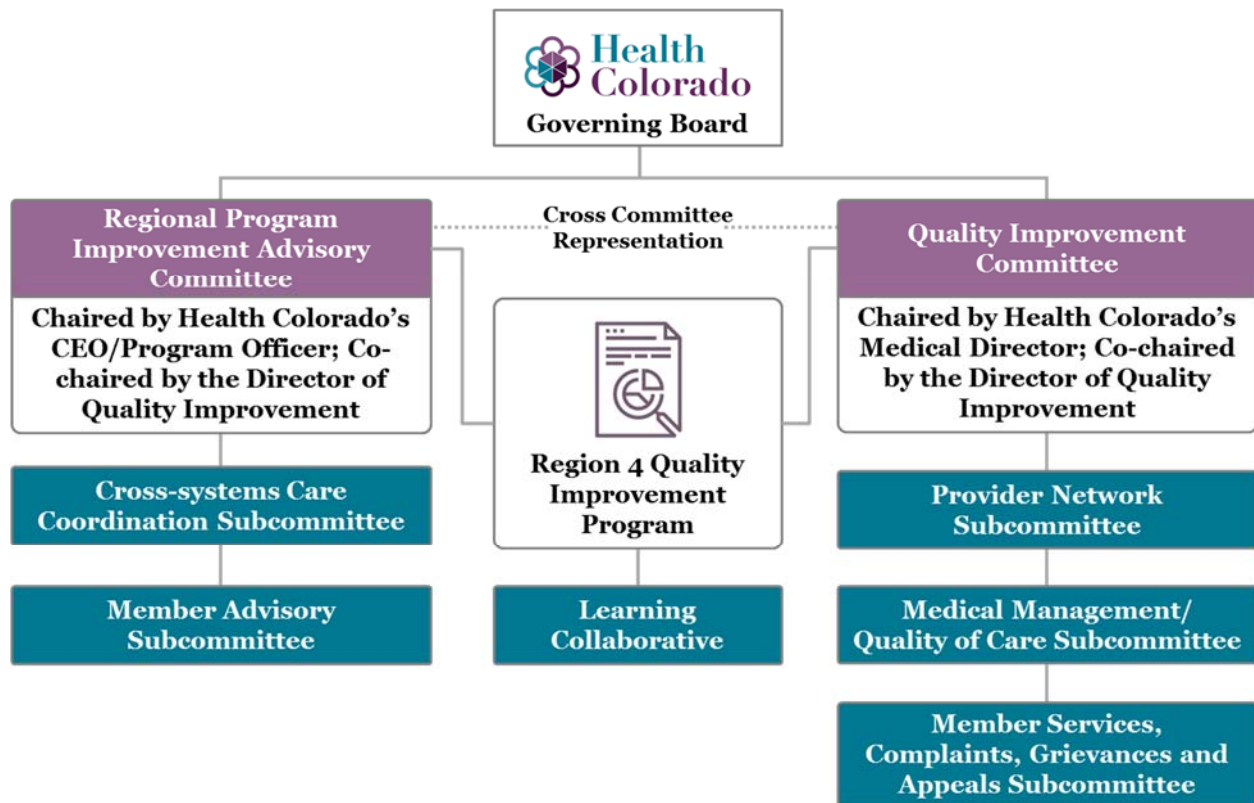 Health
Colorado
Governing Board
Regional Program
Improvement Advisory
Committee
Chaired by Health Colorado's
CEO/Program Officer; Co-
chaired by the Director of
Quality Improvement
Cross-systems Care
Coordination Subcommittee
Member Advisory
Subcommittee
Cross Committee
Representation
Region 4 Quality
Improvement
Program
Learning
Collaborative
Quality Improvement
Committee
Chaired by Health Colorado's
Medical Director; Co-chaired
by the Director of Quality
Improvement
Provider Network
Subcommittee
Medical Management/
Quality of Care Subcommittee
Member Services,
Complaints, Grievances and
Appeals Subcommittee